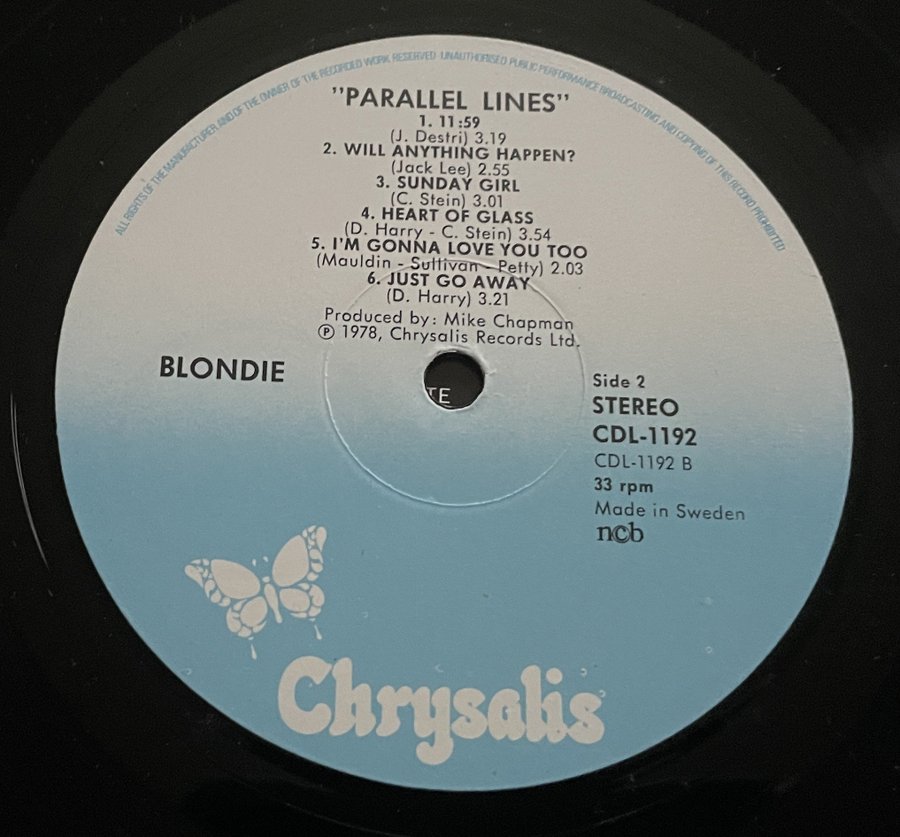 ALL RIGHTS OF THE MANUFACTURER AND OF THE OWNER OF THE RECORDED WORK RESERVED UNAUTHORISED PUBLIC PERFORMANCE BROADCASTING AND COPYING OF THIS RECORD PROHIBITED
"PARALLEL LINES"
1. 11:59
(J. Destri) 3.19
2. WILL ANYTHING HAPPEN?
(Jack Lee) 2.55
3. SUNDAY GIRL
(C. Stein) 3.01
4. HEART OF GLASS
(D. Harry - C. Stein) 3.54
5. I'M GONNA LOVE YOU TOO
(Mauldin - Sullivan - Petty) 2.03
6. JUST GO AWAY
(D. Harry) 3.21
Produced by: Mike Chapman
℗ 1978, Chrysalis Records Ltd.
BLONDIE
TE
Side 2
STEREO
CDL-1192
CDL-1192 B
33 rpm
Made in Sweden
ncb
Chrysalis